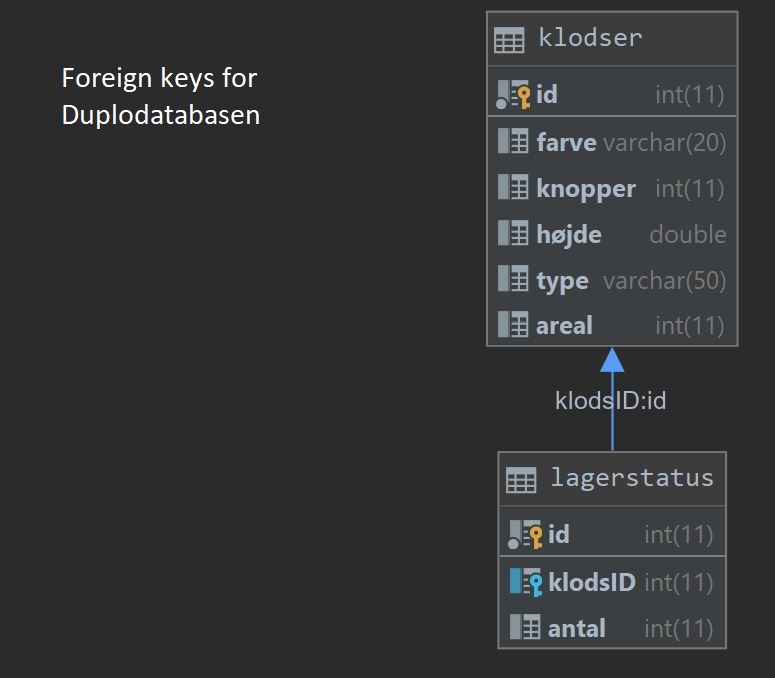 Foreign keys for
Duplodatabasen
klodser
id int(11)
farve varchar(20)
knopper int(11)
højde double
type varchar(50)
areal int(11)
klodsID:id
lagerstatus
id int(11)
klodsID int(11)
antal int(11)